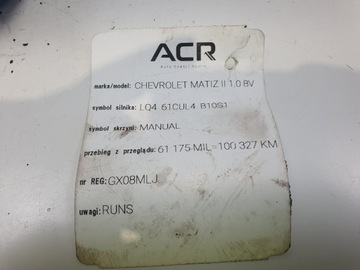 ACR
marka/model: CHEVROLET MATIZ II 1.0 8V
symbol silnika: LQ4 61CUL4 B10S1
symbol skrzyni: MANUAL
przebieg z przeglądu: 61 175-MIL=100 327 KM
nr REG: GX08MLJ
uwagi: RUNS